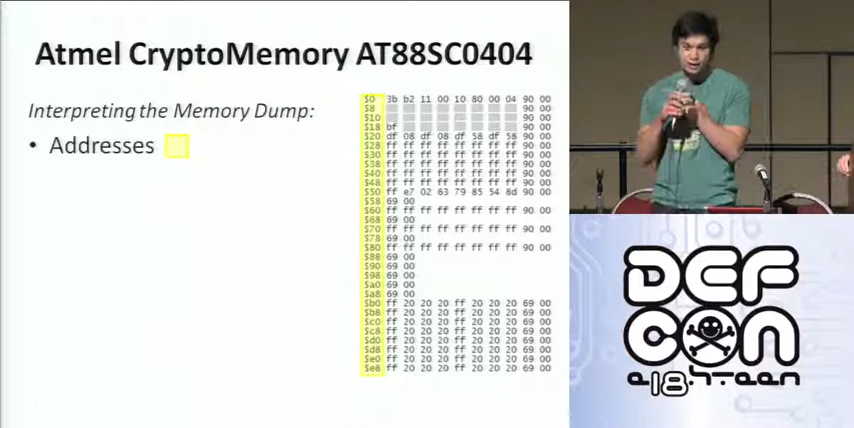 Atmel CryptoMemory AT88SC0404
Interpreting the Memory Dump:
• Addresses
$0 3b b2 11 00 10 80 00 04 90 00
$8 90 00
$10 90 00
$18 bf 90 00
$20 df 08 df 08 df 58 df 58 90 00
$28 ff ff ff ff ff ff ff ff 90 00
$30 ff ff ff ff ff ff ff ff 90 00
$38 ff ff ff ff ff ff ff ff 90 00
$40 ff ff ff ff ff ff ff ff 90 00
$48 ff ff ff ff ff ff ff ff 90 00
$50 ff e7 02 63 79 85 54 8d 90 00
$58 69 00
$60 ff ff ff ff ff ff ff ff 90 00
$68 69 00
$70 ff ff ff ff ff ff ff ff 90 00
$78 69 00
$80 ff ff ff ff ff ff ff ff 90 00
$88 69 00
$90 69 00
$98 69 00
$a0 69 00
$a8 69 00
$b0 ff 20 20 20 ff 20 20 20 69 00
$b8 ff 20 20 20 ff 20 20 20 69 00
$c0 ff 20 20 20 ff 20 20 20 69 00
$c8 ff 20 20 20 ff 20 20 20 69 00
$d0 ff 20 20 20 ff 20 20 20 69 00
$d8 ff 20 20 20 ff 20 20 20 69 00
$e0 ff 20 20 20 ff 20 20 20 69 00
$e8 ff 20 20 20 ff 20 20 20 69 00
DEF
CON
e18h-teen